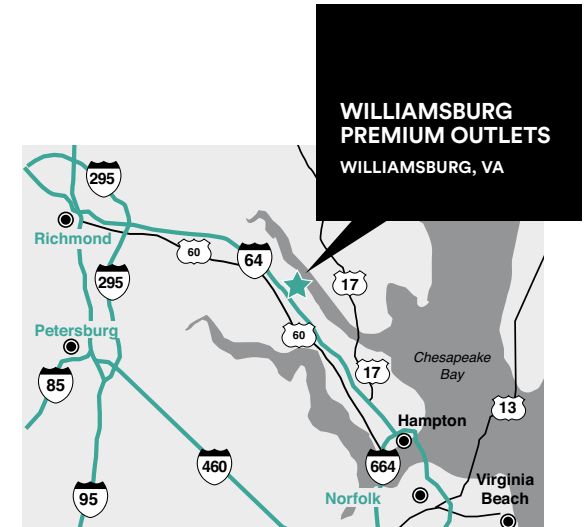 WILLIAMSBURG
PREMIUM OUTLETS
WILLIAMSBURG, VA
295
Richmond
60
64
295
17
60
Petersburg
Chesapeake
Bay
17
85
13
Hampton
460
664
95
Norfolk
Virginia
Beach